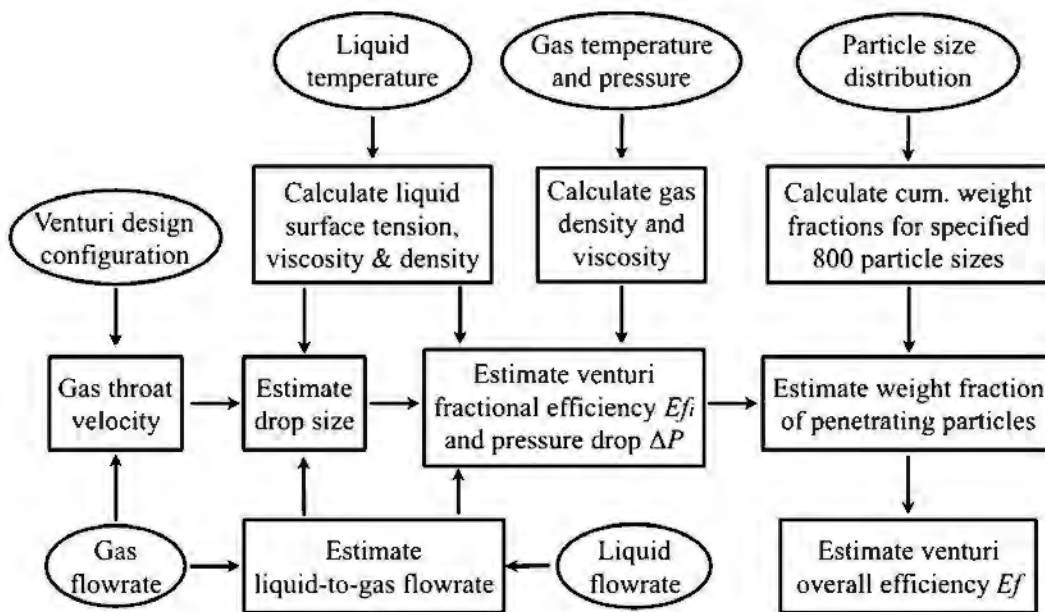 Liquid
temperature
Gas temperature
and pressure
Particle size
distribution
Venturi design
configuration
Calculate liquid
surface tension,
viscosity & density
Calculate gas
density and
viscosity
Calculate cum. weight
fractions for specified
800 particle sizes
Gas throat
velocity
Estimate
drop size
Estimate venturi
fractional efficiency Efi
and pressure drop ΔP
Estimate weight fraction
of penetrating particles
Gas
flowrate
Estimate
liquid-to-gas flowrate
Liquid
flowrate
Estimate venturi
overall efficiency Ef